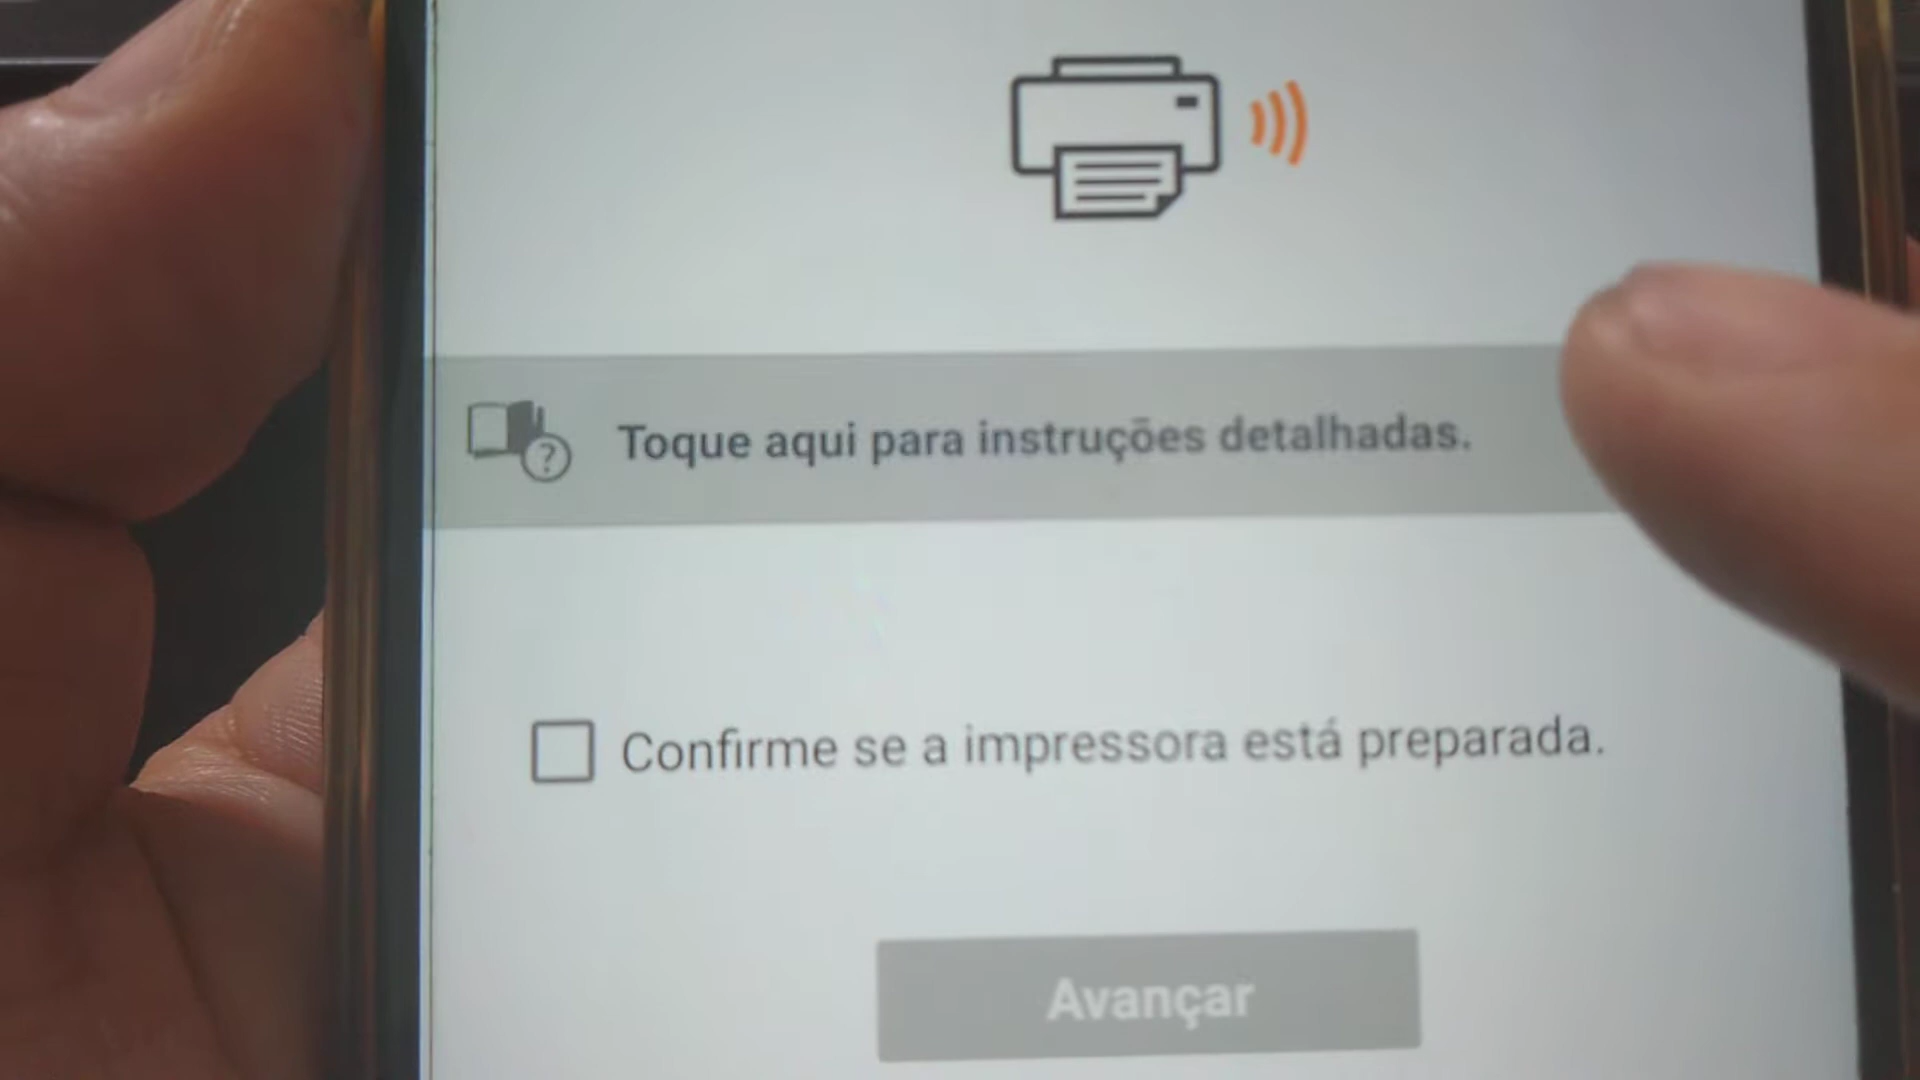 Toque aqui para instruções detalhadas.
Confirme se a impressora está preparada.
Avançar